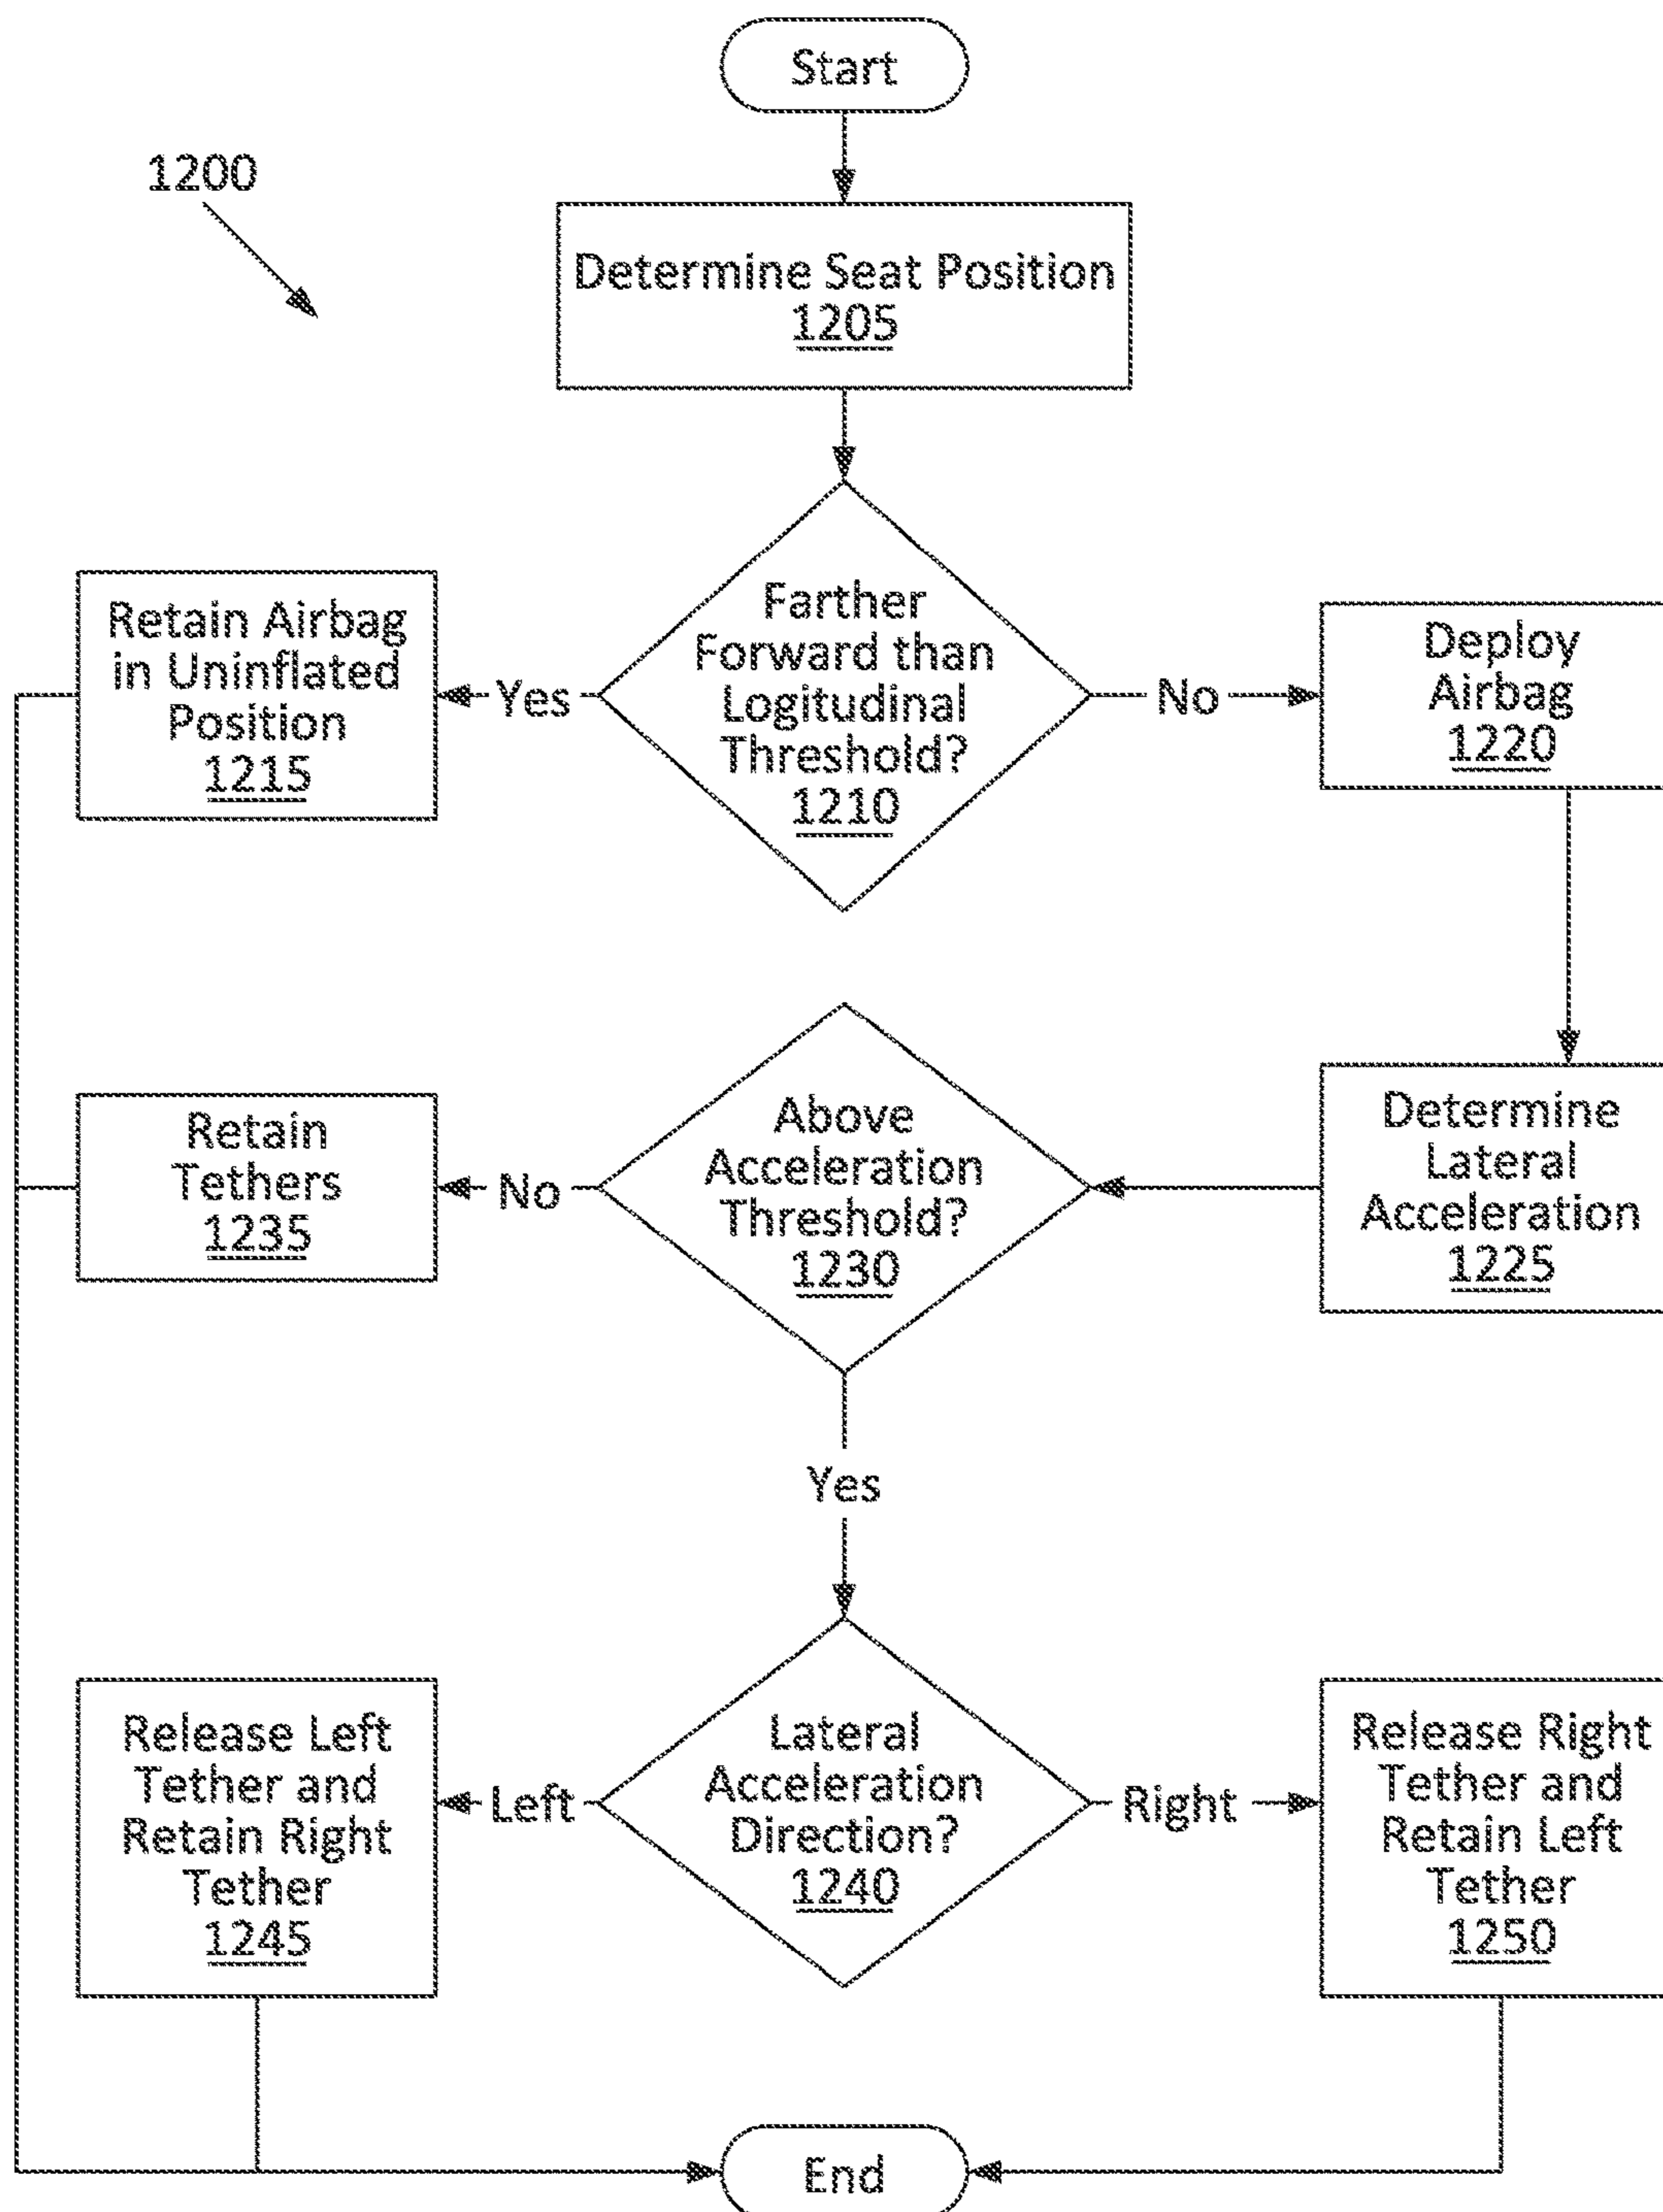 Start
1200
Determine Seat Position
1205
Farther
Forward than
Logitudinal
Threshold?
1210
Yes
No
Retain Airbag
in Uninflated
Position
1215
Deploy
Airbag
1220
Determine
Lateral
Acceleration
1225
Above
Acceleration
Threshold?
1230
No
Retain
Tethers
1235
Yes
Lateral
Acceleration
Direction?
1240
Left
Right
Release Left
Tether and
Retain Right
Tether
1245
Release Right
Tether and
Retain Left
Tether
1250
End